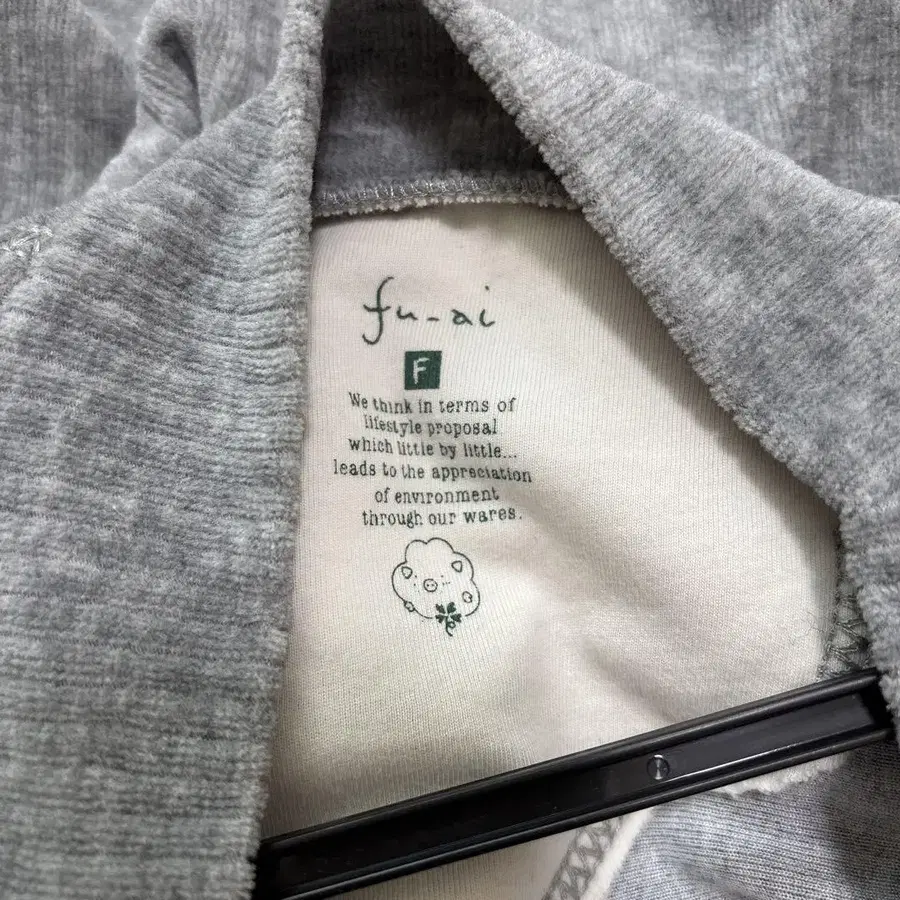 fu-ai
F
We think in terms of
lifestyle proposal
which little by little...
leads to the appreciation
of environment
through our wares.